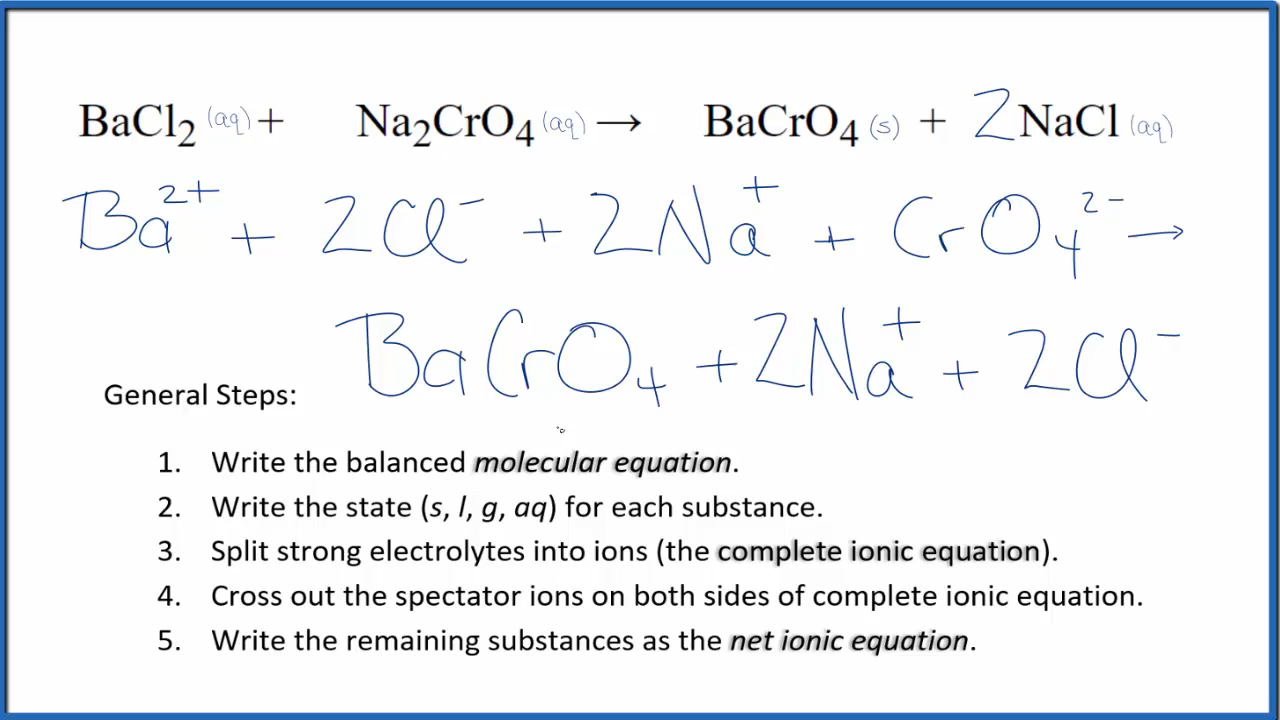 BaCl₂ (aq) + Na₂CrO₄ (aq) → BaCrO₄ (s) + 2 NaCl (aq)
Ba²⁺ + 2Cl⁻ + 2Na⁺ + CrO₄²⁻ →
BaCrO₄ + 2Na⁺ + 2Cl⁻
General Steps:
1. Write the balanced molecular equation.
2. Write the state (s, l, g, aq) for each substance.
3. Split strong electrolytes into ions (the complete ionic equation).
4. Cross out the spectator ions on both sides of complete ionic equation.
5. Write the remaining substances as the net ionic equation.